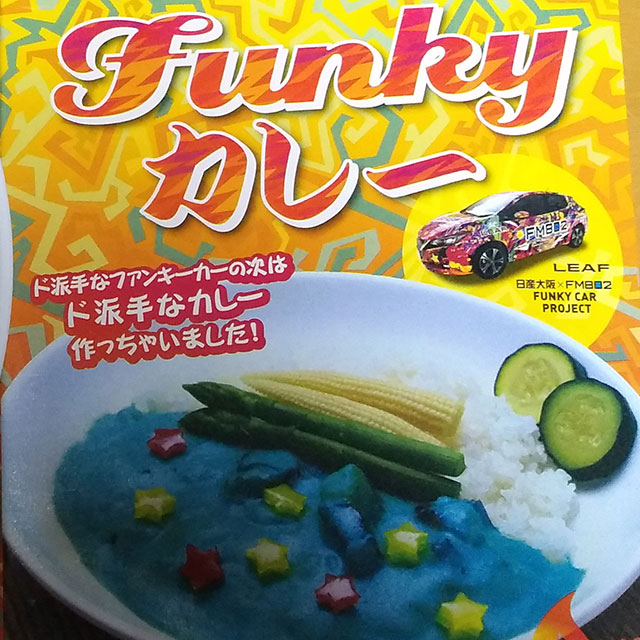 Funky
カレー
FM802
LEAF
日産大阪×FM802
FUNKY CAR
PROJECT
ド派手なファンキーカーの次は
ド派手なカレー
作っちゃいました!